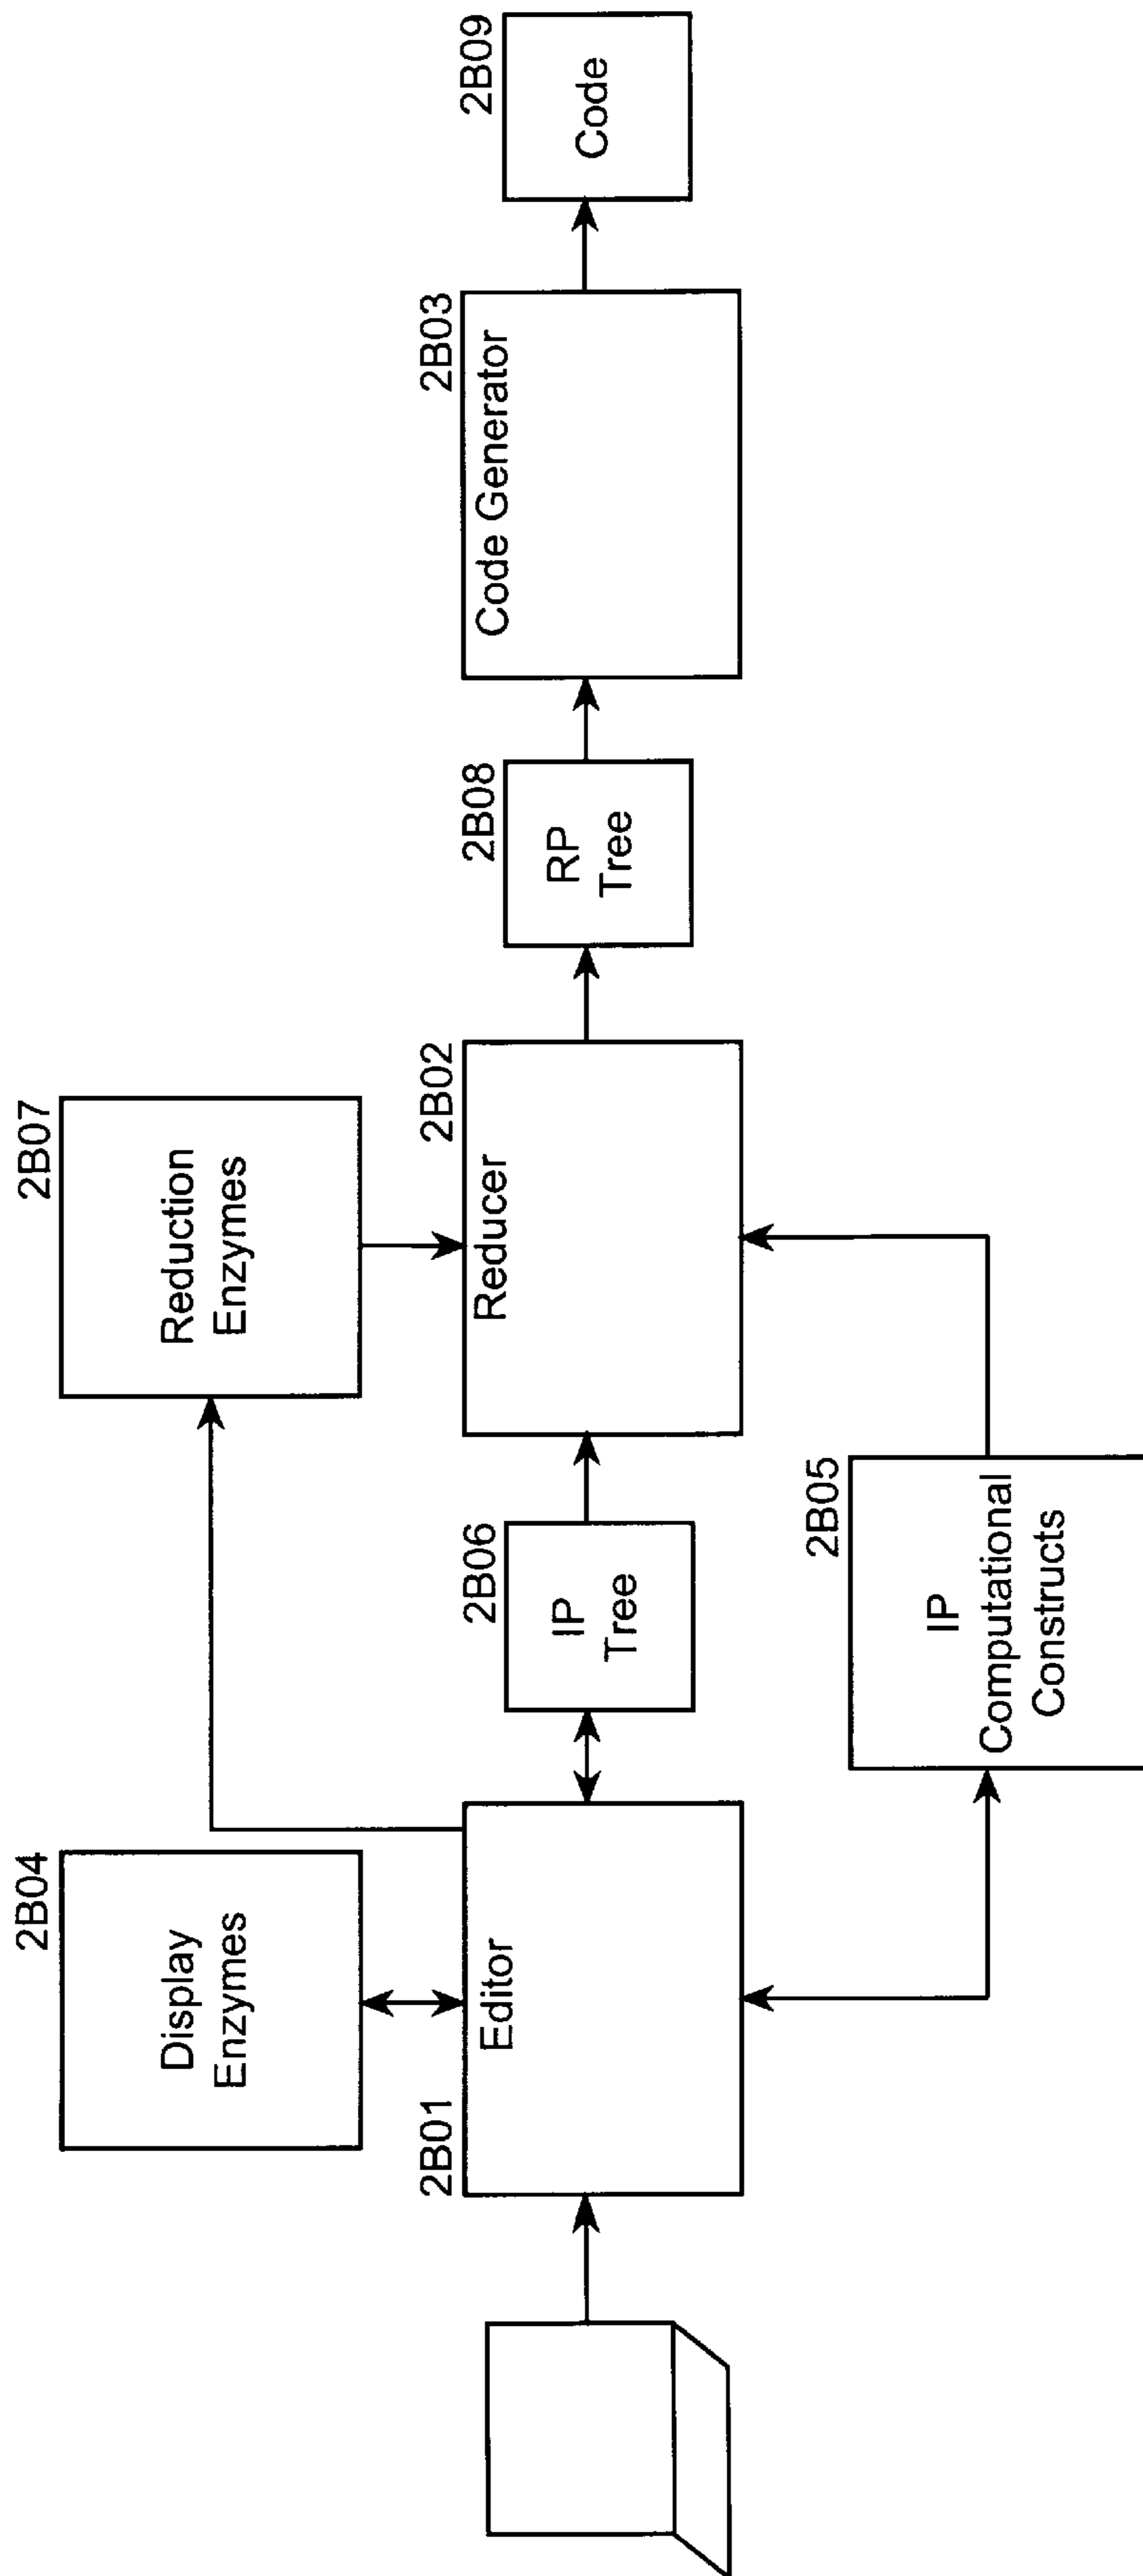 2B04
Display
Enzymes
2B07
Reduction
Enzymes
2B01
Editor
2B06
IP
Tree
2B02
Reducer
2B08
RP
Tree
2B03
Code Generator
2B09
Code
2B05
IP
Computational
Constructs